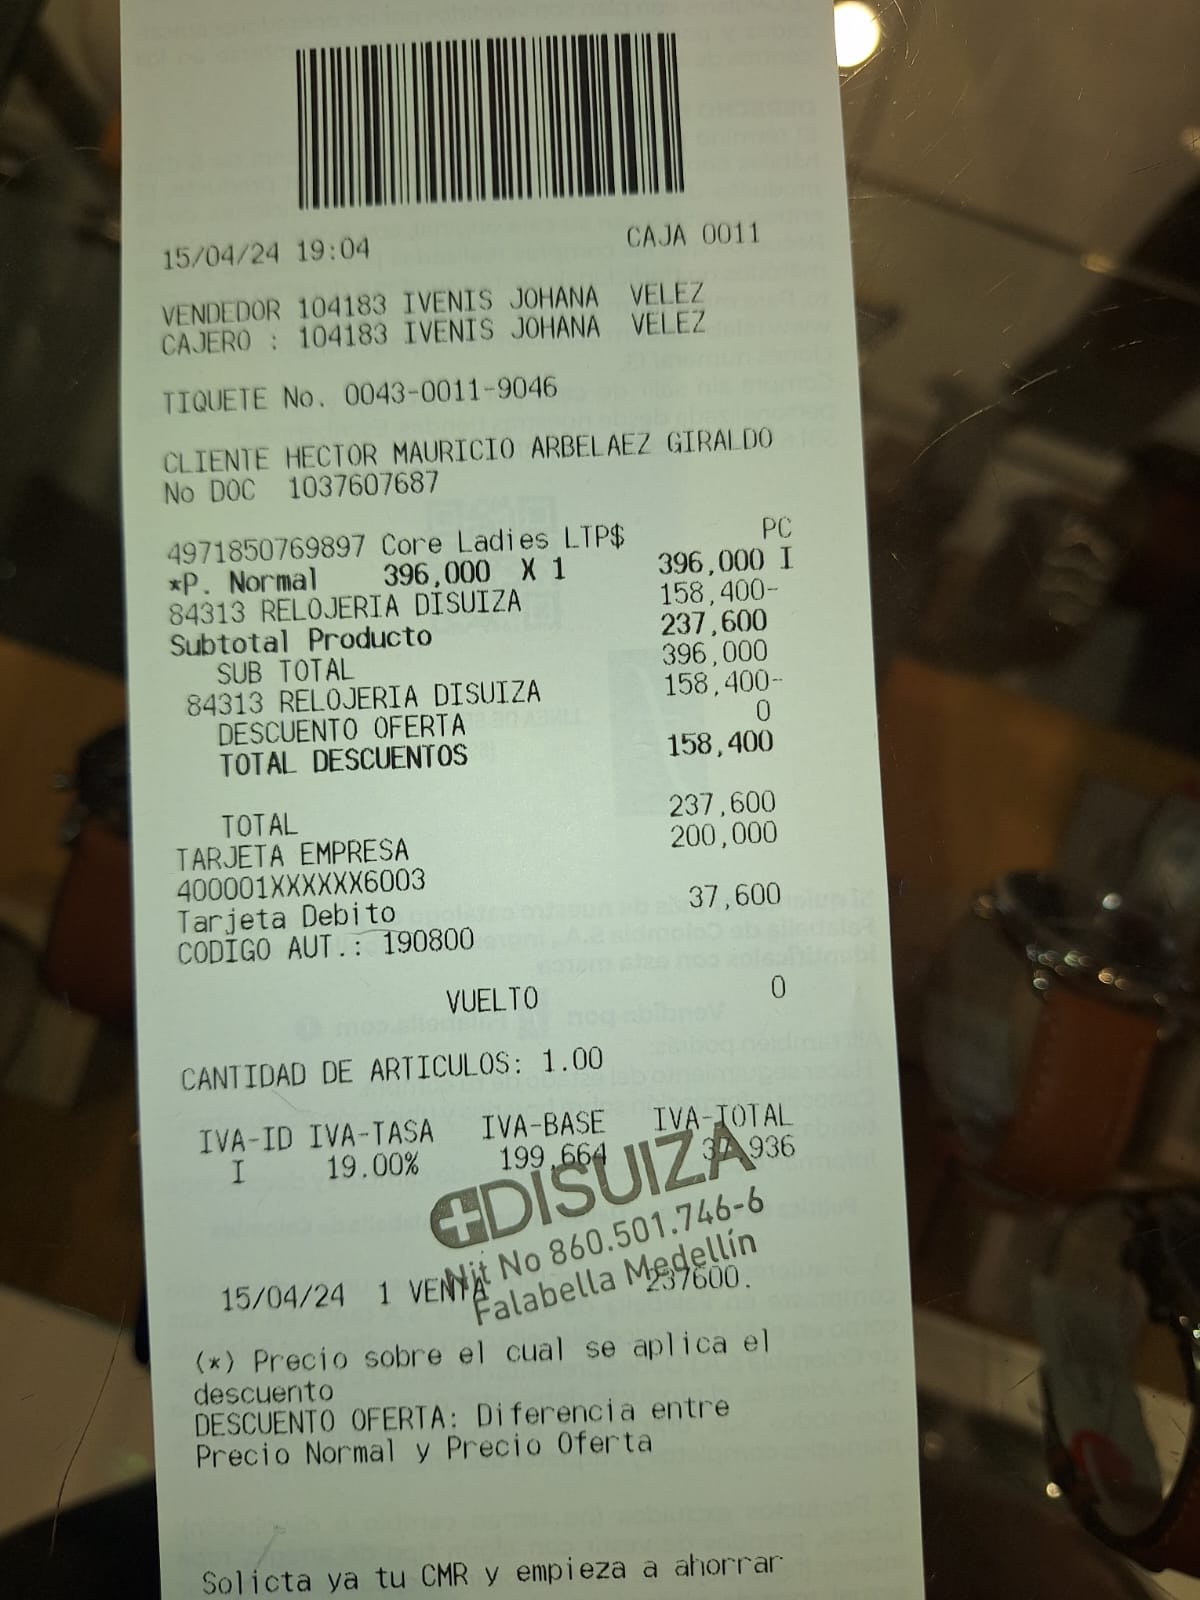 15/04/24 19:04 CAJA 0011
VENDEDOR 104183 IVENIS JOHANA VELEZ
CAJERO : 104183 IVENIS JOHANA VELEZ
TIQUETE No. 0043-0011-9046
CLIENTE HECTOR MAURICIO ARBELAEZ GIRALDO
No DOC 1037607687
4971850769897 Core Ladies LTP$ PC
*P. Normal 396,000 X 1 396,000 I
84313 RELOJERIA DISUIZA 158,400-
Subtotal Producto 237,600
SUB TOTAL 396,000
84313 RELOJERIA DISUIZA 158,400-
DESCUENTO OFERTA 0
TOTAL DESCUENTOS 158,400
TOTAL 237,600
TARJETA EMPRESA 200,000
400001XXXXXX6003
Tarjeta Debito 37,600
CODIGO AUT.: 190800
VUELTO 0
CANTIDAD DE ARTICULOS: 1.00
IVA-ID IVA-TASA IVA-BASE IVA-TOTAL
I 19.00% 199,664 37,936
DISUIZA
Nit No 860.501.746-6
Falabella Medellín
15/04/24 1 VENTA 237600.
(*) Precio sobre el cual se aplica el
descuento
DESCUENTO OFERTA: Diferencia entre
Precio Normal y Precio Oferta
Solicta ya tu CMR y empieza a ahorrar